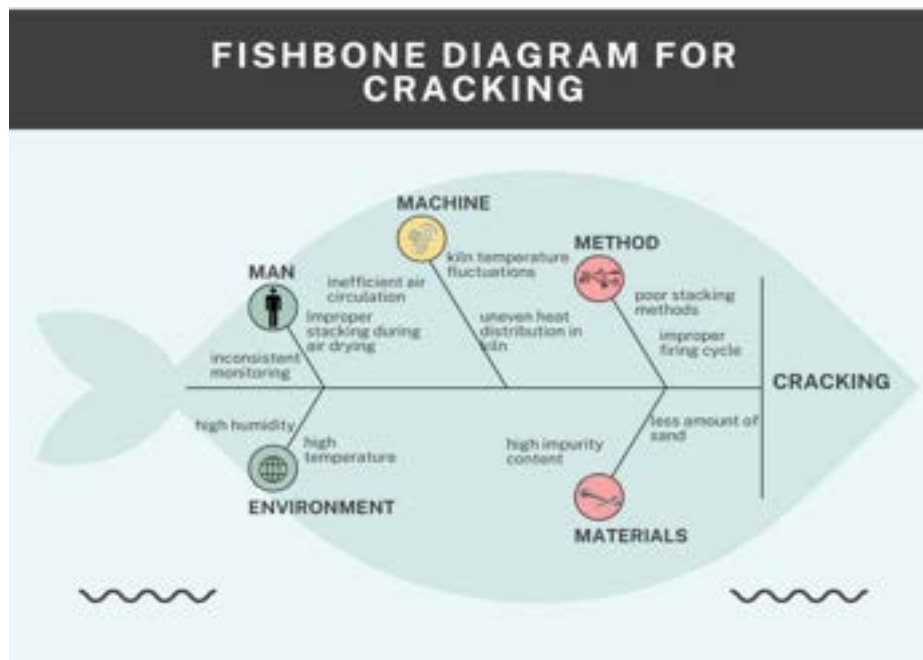 FISHBONE DIAGRAM FOR
CRACKING
MACHINE
kiln temperature
fluctuations
METHOD
MAN
inefficient air
circulation
Improper
stacking during
air drying
poor stacking
methods
uneven heat
distribution in
kiln
improper
firing cycle
inconsistent
monitoring
CRACKING
high humidity
high
temperature
less amount of
sand
high impurity
content
ENVIRONMENT
MATERIALS